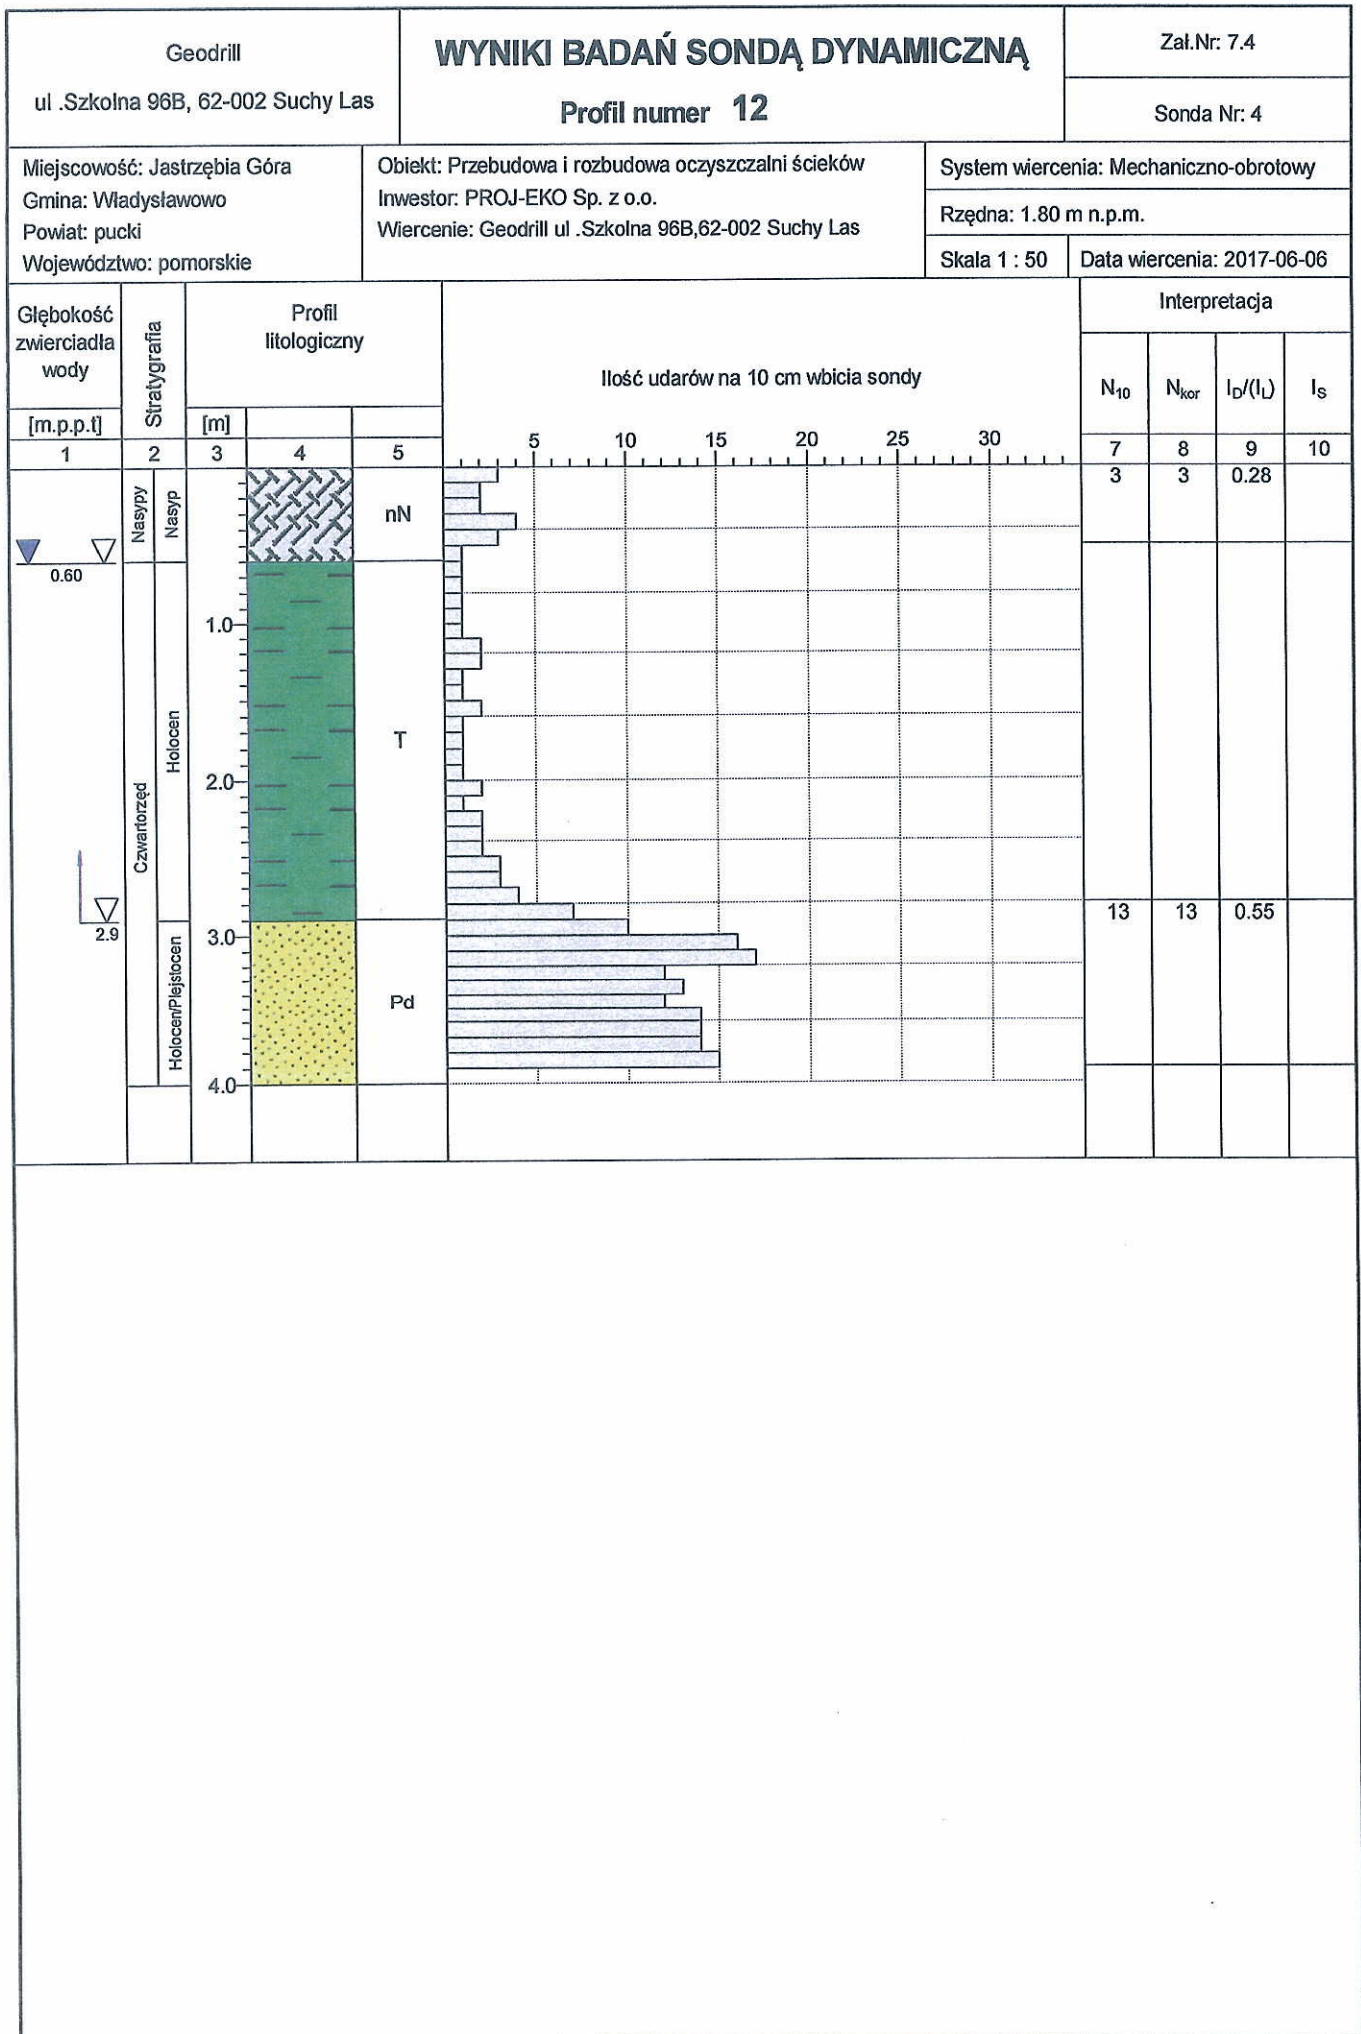 Geodrill
ul .Szkolna 96B, 62-002 Suchy Las
WYNIKI BADAŃ SONDĄ DYNAMICZNĄ
Profil numer 12
Zał.Nr: 7.4
Sonda Nr: 4
Miejscowość: Jastrzębia Góra
Gmina: Władysławowo
Powiat: pucki
Województwo: pomorskie
Obiekt: Przebudowa i rozbudowa oczyszczalni ścieków
Inwestor: PROJ-EKO Sp. z o.o.
Wiercenie: Geodrill ul .Szkolna 96B,62-002 Suchy Las
System wiercenia: Mechaniczno-obrotowy
Rzędna: 1.80 m n.p.m.
Skala 1 : 50
Data wiercenia: 2017-06-06
Głębokość
zwierciadła
wody
[m.p.p.t]
Stratygrafia
Profil
litologiczny
[m]
Ilość udarów na 10 cm wbicia sondy
Interpretacja
N10 Nkor ID/(IL) IS
5 10 15 20 25 30
1 2 3 4 5 7 8 9 10
Nasypy
Nasyp
nN
3 3 0.28
0.60
1.0
Czwartorzęd
Holocen
T
2.0
2.9
3.0
Holocen/Plejstocen
Pd
13 13 0.55
4.0